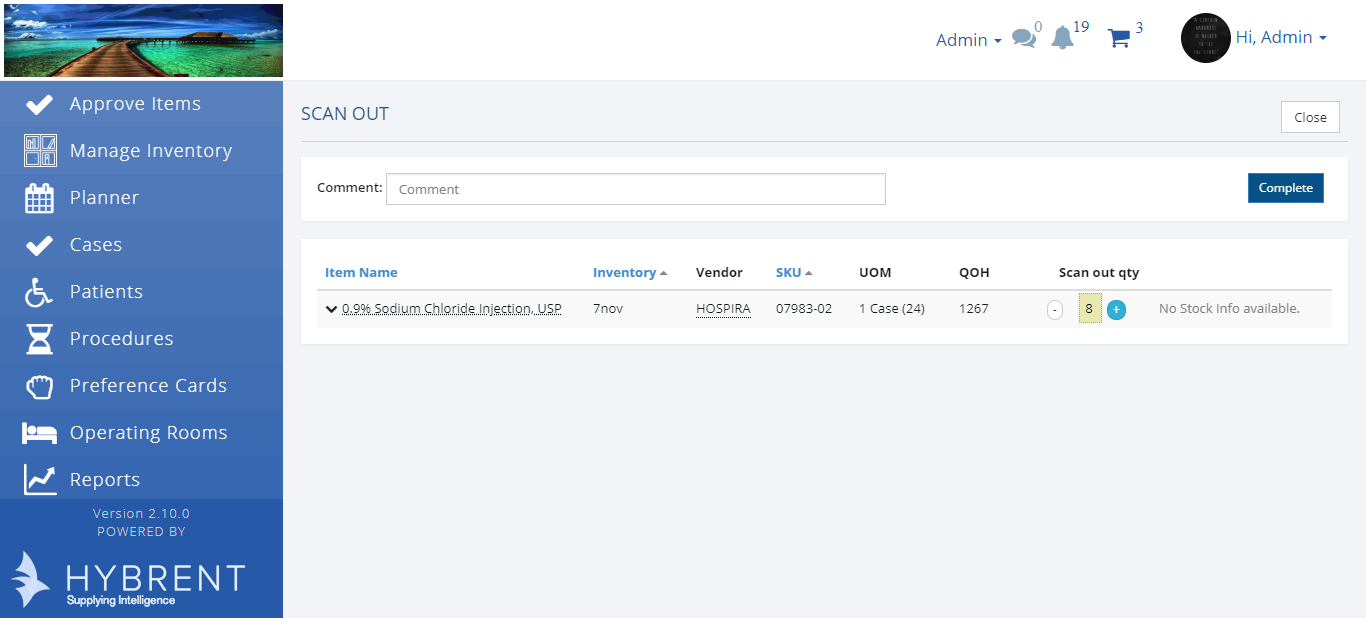 Admin
0
19
3
Hi, Admin
Approve Items
Manage Inventory
Planner
Cases
Patients
Procedures
Preference Cards
Operating Rooms
Reports
Version 2.10.0
POWERED BY
HYBRENT
Supplying Intelligence
SCAN OUT
Close
Comment: Comment
Complete
Item Name Inventory Vendor SKU UOM QOH Scan out qty
0.9% Sodium Chloride Injection, USP 7nov HOSPIRA 07983-02 1 Case (24) 1267 - 8 + No Stock Info available.